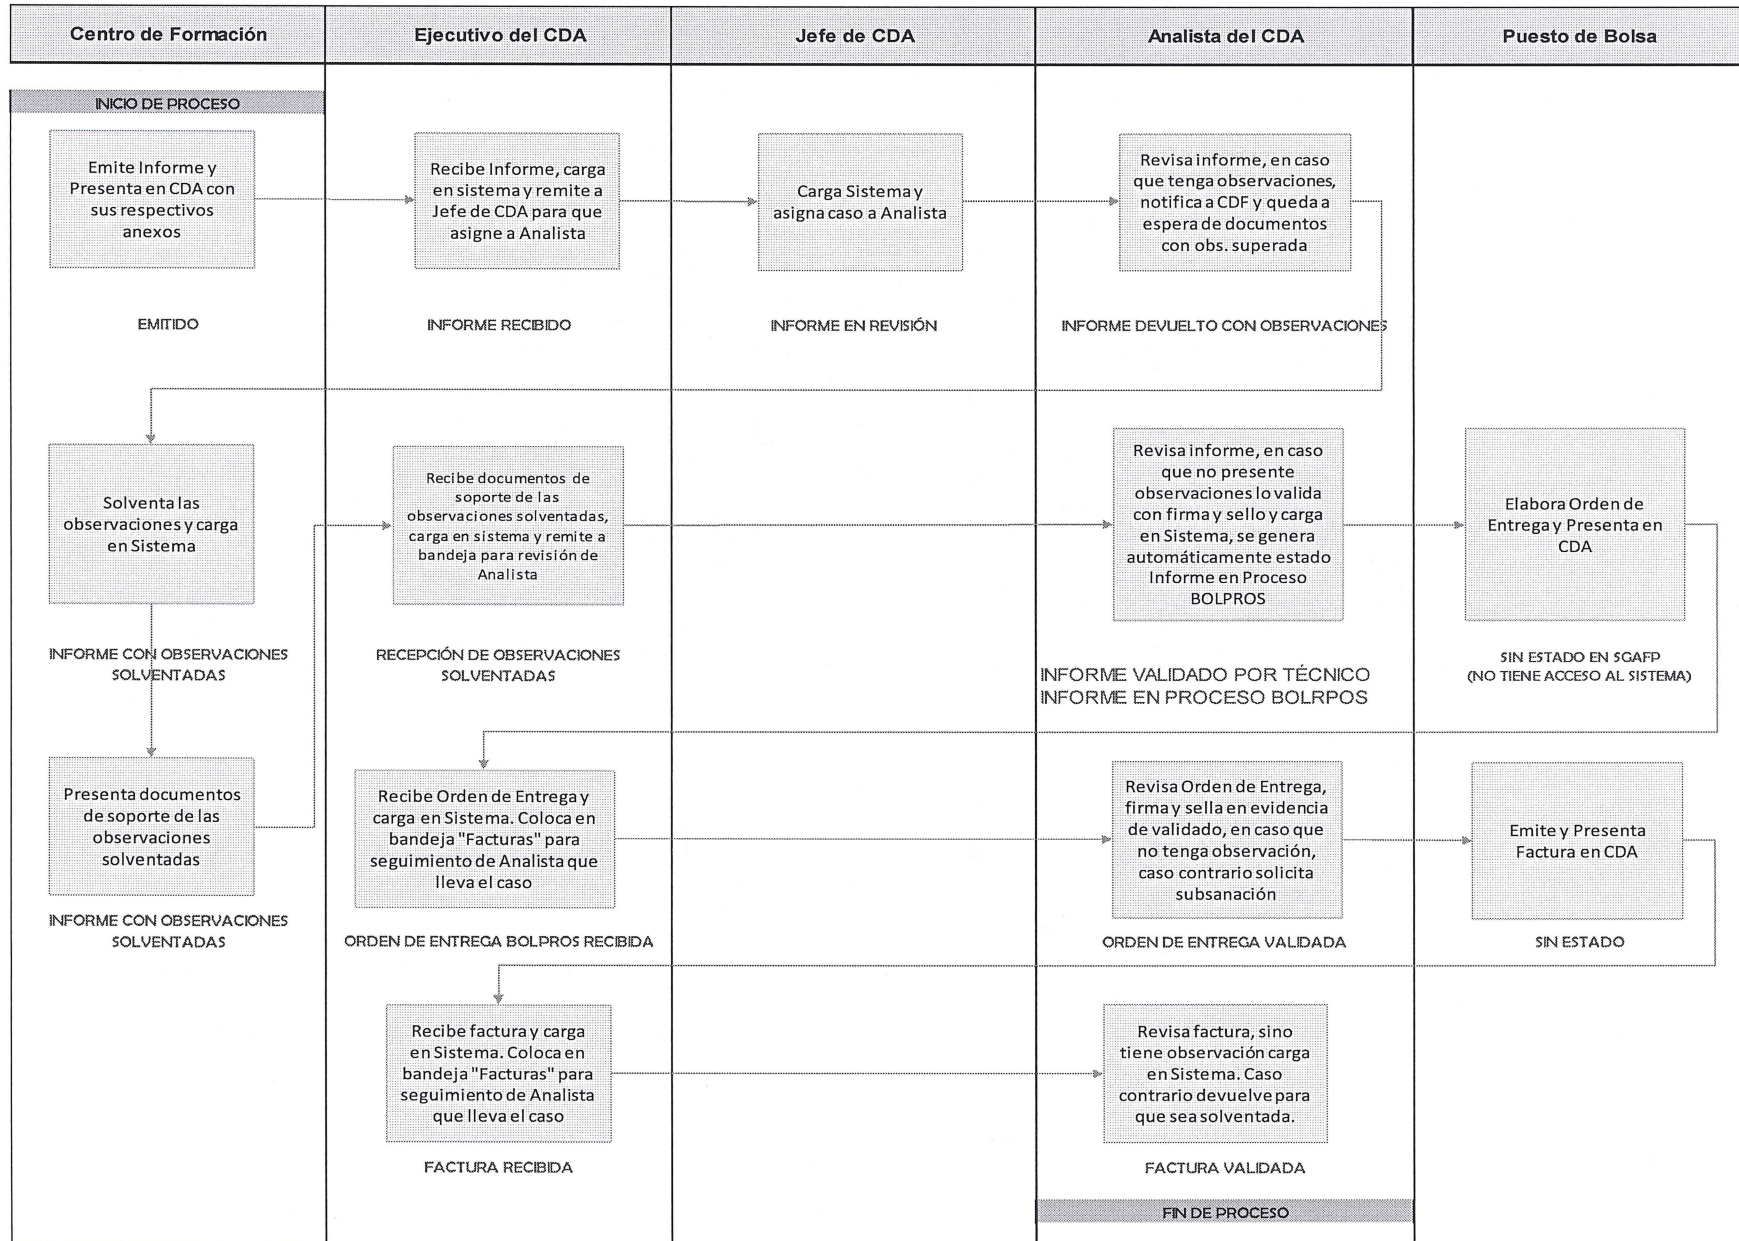 Centro de Formación
Ejecutivo del CDA
Jefe de CDA
Analista del CDA
Puesto de Bolsa
INICIO DE PROCESO
Emite Informe y
Presenta en CDA con
sus respectivos
anexos
Recibe Informe, carga
en sistema y remite a
Jefe de CDA para que
asigne a Analista
Carga Sistema y
asigna caso a Analista
Revisa informe, en caso
que tenga observaciones,
notifica a CDF y queda a
espera de documentos
con obs. superada
EMITIDO
INFORME RECIBIDO
INFORME EN REVISIÓN
INFORME DEVUELTO CON OBSERVACIONES
Solventa las
observaciones y carga
en Sistema
Recibe documentos de
soporte de las
observaciones solventadas,
carga en sistema y remite a
bandeja para revisión de
Analista
Revisa informe, en caso
que no presente
observaciones lo valida
con firma y sello y carga
en Sistema, se genera
automáticamente estado
Informe en Proceso
BOLPROS
Elabora Orden de
Entrega y Presenta en
CDA
INFORME CON OBSERVACIONES
SOLVENTADAS
RECEPCIÓN DE OBSERVACIONES
SOLVENTADAS
INFORME VALIDADO POR TÉCNICO
INFORME EN PROCESO BOLRPOS
SIN ESTADO EN SGAFP
(NO TIENE ACCESO AL SISTEMA)
Presenta documentos
de soporte de las
observaciones
solventadas
Recibe Orden de Entrega y
carga en Sistema. Coloca en
bandeja "Facturas" para
seguimiento de Analista que
lleva el caso
Revisa Orden de Entrega,
firma y sella en evidencia
de validado, en caso que
no tenga observación,
caso contrario solicita
subsanación
Emite y Presenta
Factura en CDA
INFORME CON OBSERVACIONES
SOLVENTADAS
ORDEN DE ENTREGA BOLPROS RECIBIDA
ORDEN DE ENTREGA VALIDADA
SIN ESTADO
Recibe factura y carga
en Sistema. Coloca en
bandeja "Facturas" para
seguimiento de Analista
que lleva el caso
Revisa factura, sino
tiene observación carga
en Sistema. Caso
contrario devuelve para
que sea solventada.
FACTURA RECIBIDA
FACTURA VALIDADA
FIN DE PROCESO